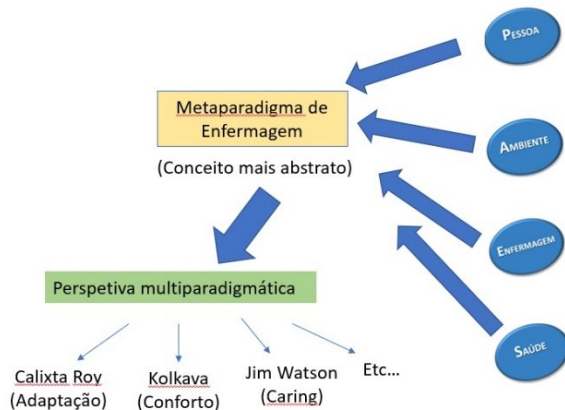 PESSOA
Metaparadigma de
Enfermagem
AMBIENTE
(Conceito mais abstrato)
ENFERMAGEM
Perspetiva multiparadigmática
SAÚDE
Calixta Roy
(Adaptação)
Kolkava
(Conforto)
Jim Watson
(Caring)
Etc...